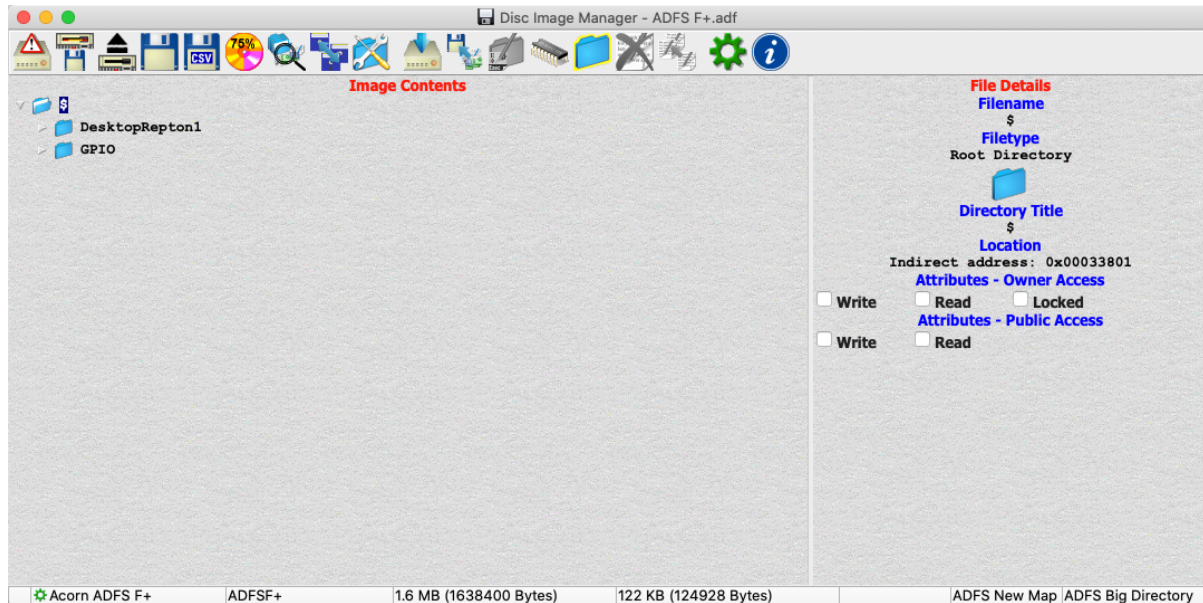 Disc Image Manager - ADFS F+.adf
CSV
75%
Image Contents
$
DesktopRepton1
GPIO
File Details
Filename
$
Filetype
Root Directory
Directory Title
$
Location
Indirect address: 0x00033801
Attributes - Owner Access
Write Read Locked
Attributes - Public Access
Write Read
Acorn ADFS F+ ADFSF+ 1.6 MB (1638400 Bytes) 122 KB (124928 Bytes) ADFS New Map ADFS Big Directory